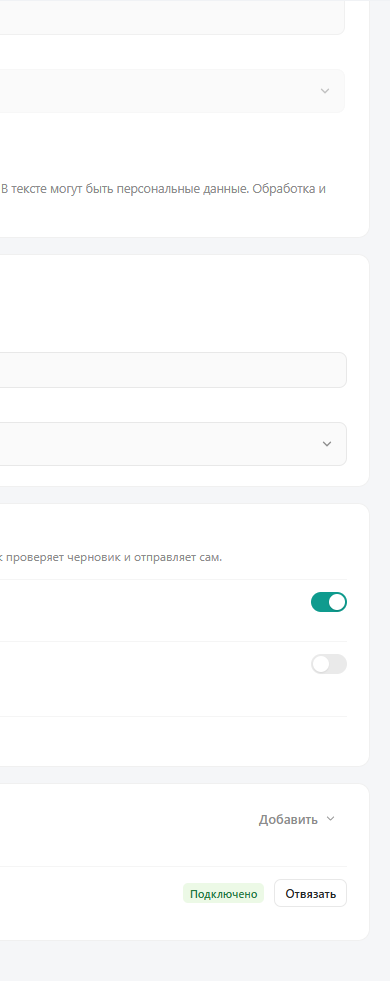 В тексте могут быть персональные данные. Обработка и
проверяет черновик и отправляет сам.
Добавить
Подключено
Отвязать